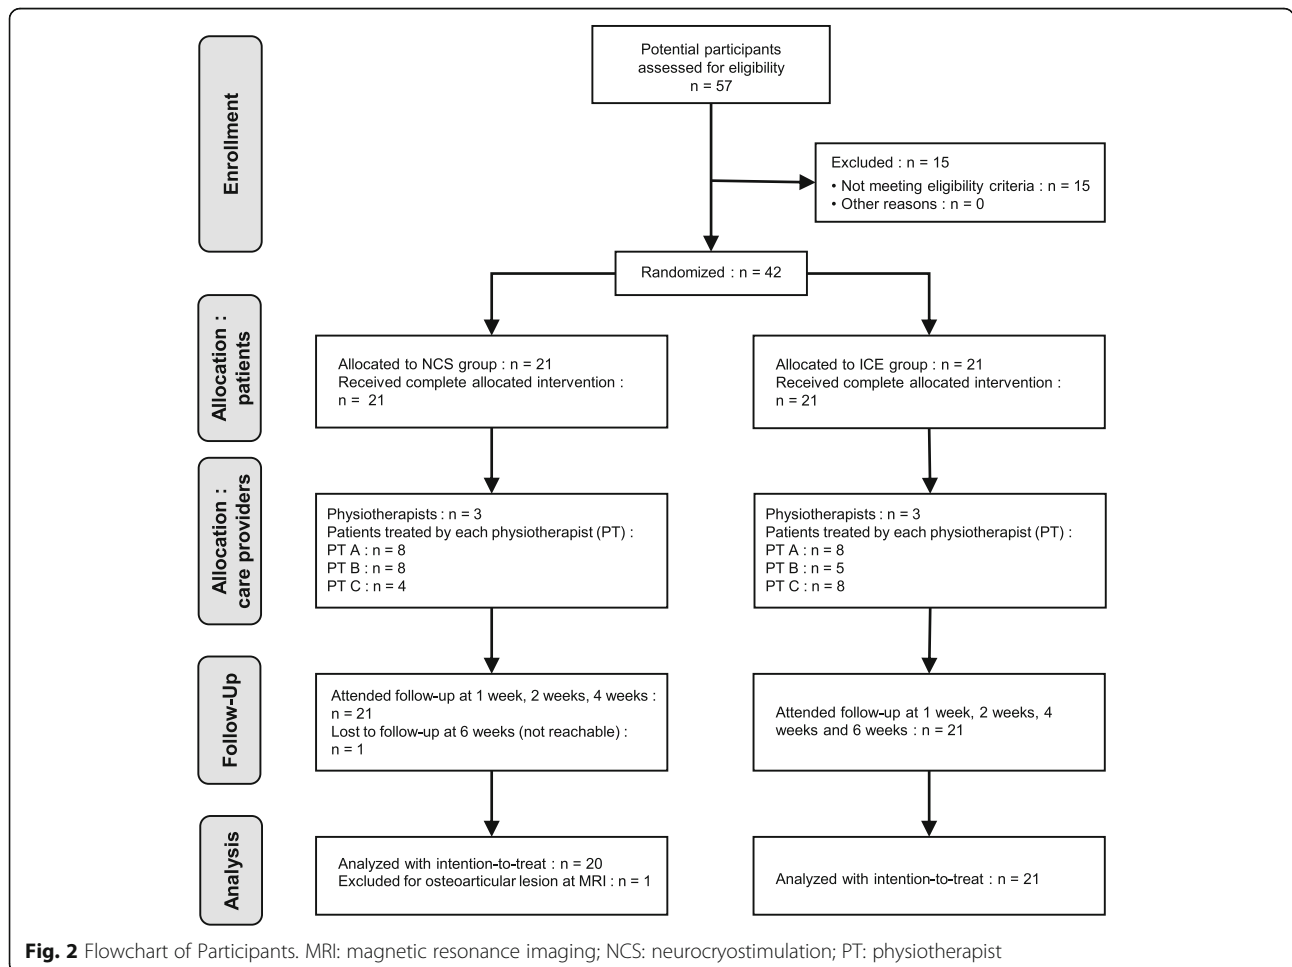 Enrollment
Potential participants
assessed for eligibility
n = 57
Excluded : n = 15
• Not meeting eligibility criteria : n = 15
• Other reasons : n = 0
Randomized : n = 42
Allocation :
patients
Allocated to NCS group : n = 21
Received complete allocated intervention :
n = 21
Allocated to ICE group : n = 21
Received complete allocated intervention :
n = 21
Allocation :
care providers
Physiotherapists : n = 3
Patients treated by each physiotherapist (PT) :
PT A : n = 8
PT B : n = 8
PT C : n = 4
Physiotherapists : n = 3
Patients treated by each physiotherapist (PT) :
PT A : n = 8
PT B : n = 5
PT C : n = 8
Follow-Up
Attended follow-up at 1 week, 2 weeks, 4 weeks :
n = 21
Lost to follow-up at 6 weeks (not reachable) :
n = 1
Attended follow-up at 1 week, 2 weeks, 4
weeks and 6 weeks : n = 21
Analysis
Analyzed with intention-to-treat : n = 20
Excluded for osteoarticular lesion at MRI : n = 1
Analyzed with intention-to-treat : n = 21
Fig. 2 Flowchart of Participants. MRI: magnetic resonance imaging; NCS: neurocryostimulation; PT: physiotherapist